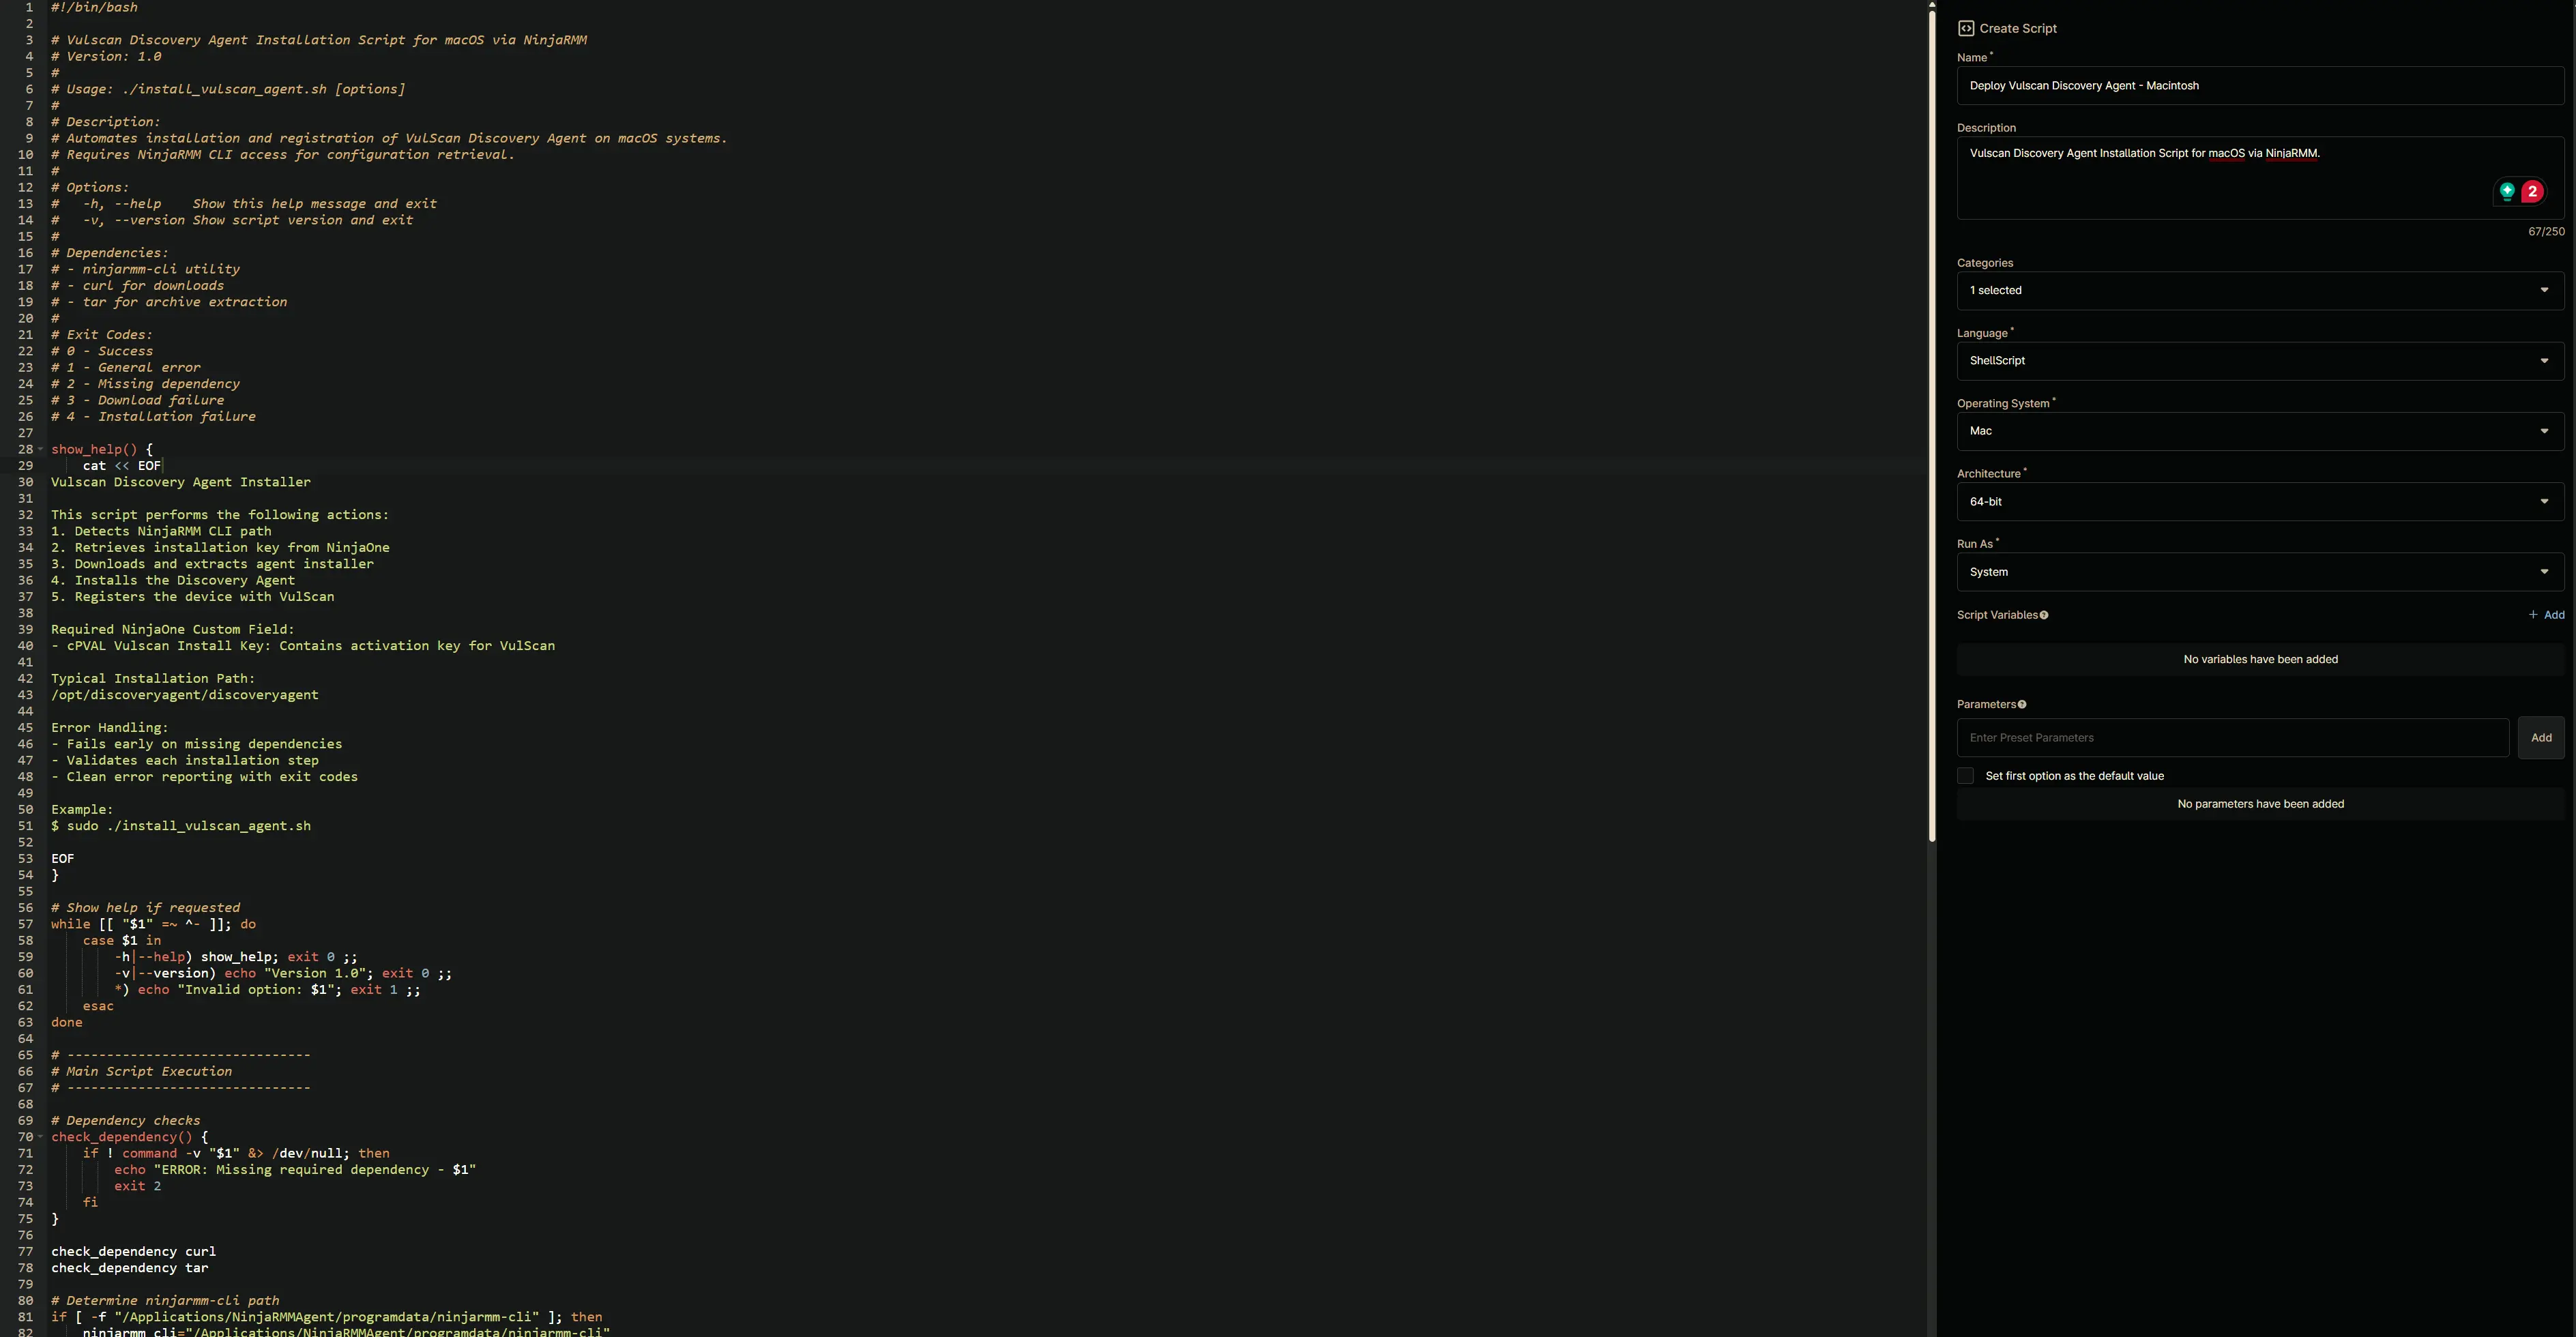 1 #!/bin/bash
2
3 # Vulscan Discovery Agent Installation Script for macOS via NinjaRMM
4 # Version: 1.0
5 #
6 # Usage: ./install_vulscan_agent.sh [options]
7 #
8 # Description:
9 # Automates installation and registration of VulScan Discovery Agent on macOS systems.
10 # Requires NinjaRMM CLI access for configuration retrieval.
11 #
12 # Options:
13 #   -h, --help    Show this help message and exit
14 #   -v, --version Show script version and exit
15 #
16 # Dependencies:
17 # - ninjarmm-cli utility
18 # - curl for downloads
19 # - tar for archive extraction
20 #
21 # Exit Codes:
22 # 0 - Success
23 # 1 - General error
24 # 2 - Missing dependency
25 # 3 - Download failure
26 # 4 - Installation failure
27
28 show_help() {
29     cat << EOF
30 Vulscan Discovery Agent Installer
31
32 This script performs the following actions:
33 1. Detects NinjaRMM CLI path
34 2. Retrieves installation key from NinjaOne
35 3. Downloads and extracts agent installer
36 4. Installs the Discovery Agent
37 5. Registers the device with VulScan
38
39 Required NinjaOne Custom Field:
40 - cPVAL Vulscan Install Key: Contains activation key for VulScan
41
42 Typical Installation Path:
43 /opt/discoveryagent/discoveryagent
44
45 Error Handling:
46 - Fails early on missing dependencies
47 - Validates each installation step
48 - Clean error reporting with exit codes
49
50 Example:
51 $ sudo ./install_vulscan_agent.sh
52
53 EOF
54 }
55
56 # Show help if requested
57 while [[ "$1" =~ ^- ]]; do
58     case $1 in
59         -h|--help) show_help; exit 0 ;;
60         -v|--version) echo "Version 1.0"; exit 0 ;;
61         *) echo "Invalid option: $1"; exit 1 ;;
62     esac
63 done
64
65 # -------------------------------
66 # Main Script Execution
67 # -------------------------------
68
69 # Dependency checks
70 check_dependency() {
71     if ! command -v "$1" &> /dev/null; then
72         echo "ERROR: Missing required dependency - $1"
73         exit 2
74     fi
75 }
76
77 check_dependency curl
78 check_dependency tar
79
80 # Determine ninjarmm-cli path
81 if [ -f "/Applications/NinjaRMMAgent/programdata/ninjarmm-cli" ]; then
82     ninjarmm_cli="/Applications/NinjaRMMAgent/programdata/ninjarmm-cli"
Create Script
Name *
Deploy Vulscan Discovery Agent - Macintosh
Description
Vulscan Discovery Agent Installation Script for macOS via NinjaRMM.
2
67/250
Categories
1 selected
Language *
ShellScript
Operating System *
Mac
Architecture *
64-bit
Run As *
System
Script Variables
+ Add
No variables have been added
Parameters
Enter Preset Parameters
Add
Set first option as the default value
No parameters have been added